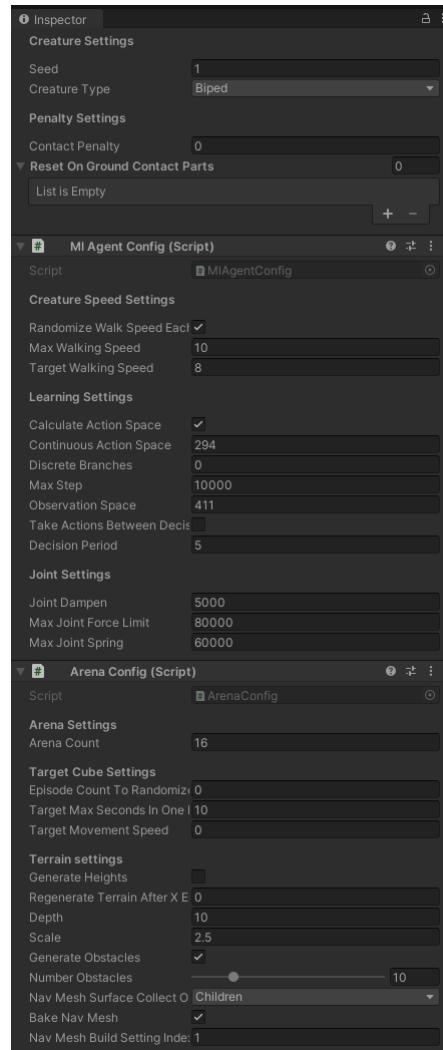 Inspector
Creature Settings
Seed 1
Creature Type Biped
Penalty Settings
Contact Penalty 0
Reset On Ground Contact Parts 0
List is Empty
+ −
# MI Agent Config (Script)
Script MIAgentConfig
Creature Speed Settings
Randomize Walk Speed Each
Max Walking Speed 10
Target Walking Speed 8
Learning Settings
Calculate Action Space
Continuous Action Space 294
Discrete Branches 0
Max Step 10000
Observation Space 411
Take Actions Between Decis
Decision Period 5
Joint Settings
Joint Dampen 5000
Max Joint Force Limit 80000
Max Joint Spring 60000
# Arena Config (Script)
Script ArenaConfig
Arena Settings
Arena Count 16
Target Cube Settings
Episode Count To Randomize 0
Target Max Seconds In One 10
Target Movement Speed 0
Terrain settings
Generate Heights
Regenerate Terrain After X E 0
Depth 10
Scale 2.5
Generate Obstacles
Number Obstacles 10
Nav Mesh Surface Collect O Children
Bake Nav Mesh
Nav Mesh Build Setting Inde: 1